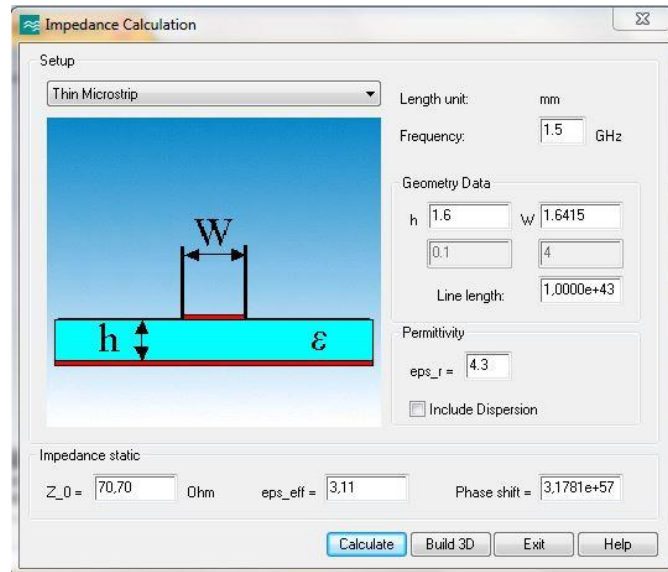 Impedance Calculation
Setup
Thin Microstrip
Length unit: mm
Frequency: 1.5 GHz
Geometry Data
h 1.6 W 1.6415
0.1 4
Line length: 1,0000e+43
W
h ε
Permittivity
eps_r = 4.3
Include Dispersion
Impedance static
Z_0 = 70,70 Ohm eps_eff = 3,11 Phase shift = 3,1781e+57
Calculate Build 3D Exit Help